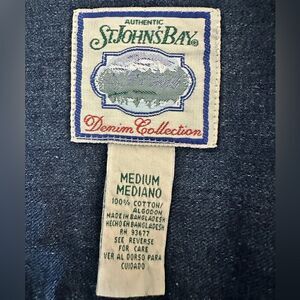 AUTHENTIC
ST. JOHN'S BAY®
Denim Collection
MEDIUM
MEDIANO
100% COTTON/
ALGODON
MADE IN BANGLADESH
HECHO EN BANGLADESH
RN 93677
SEE REVERSE
FOR CARE
VER AL DORSO PARA
CUIDADO